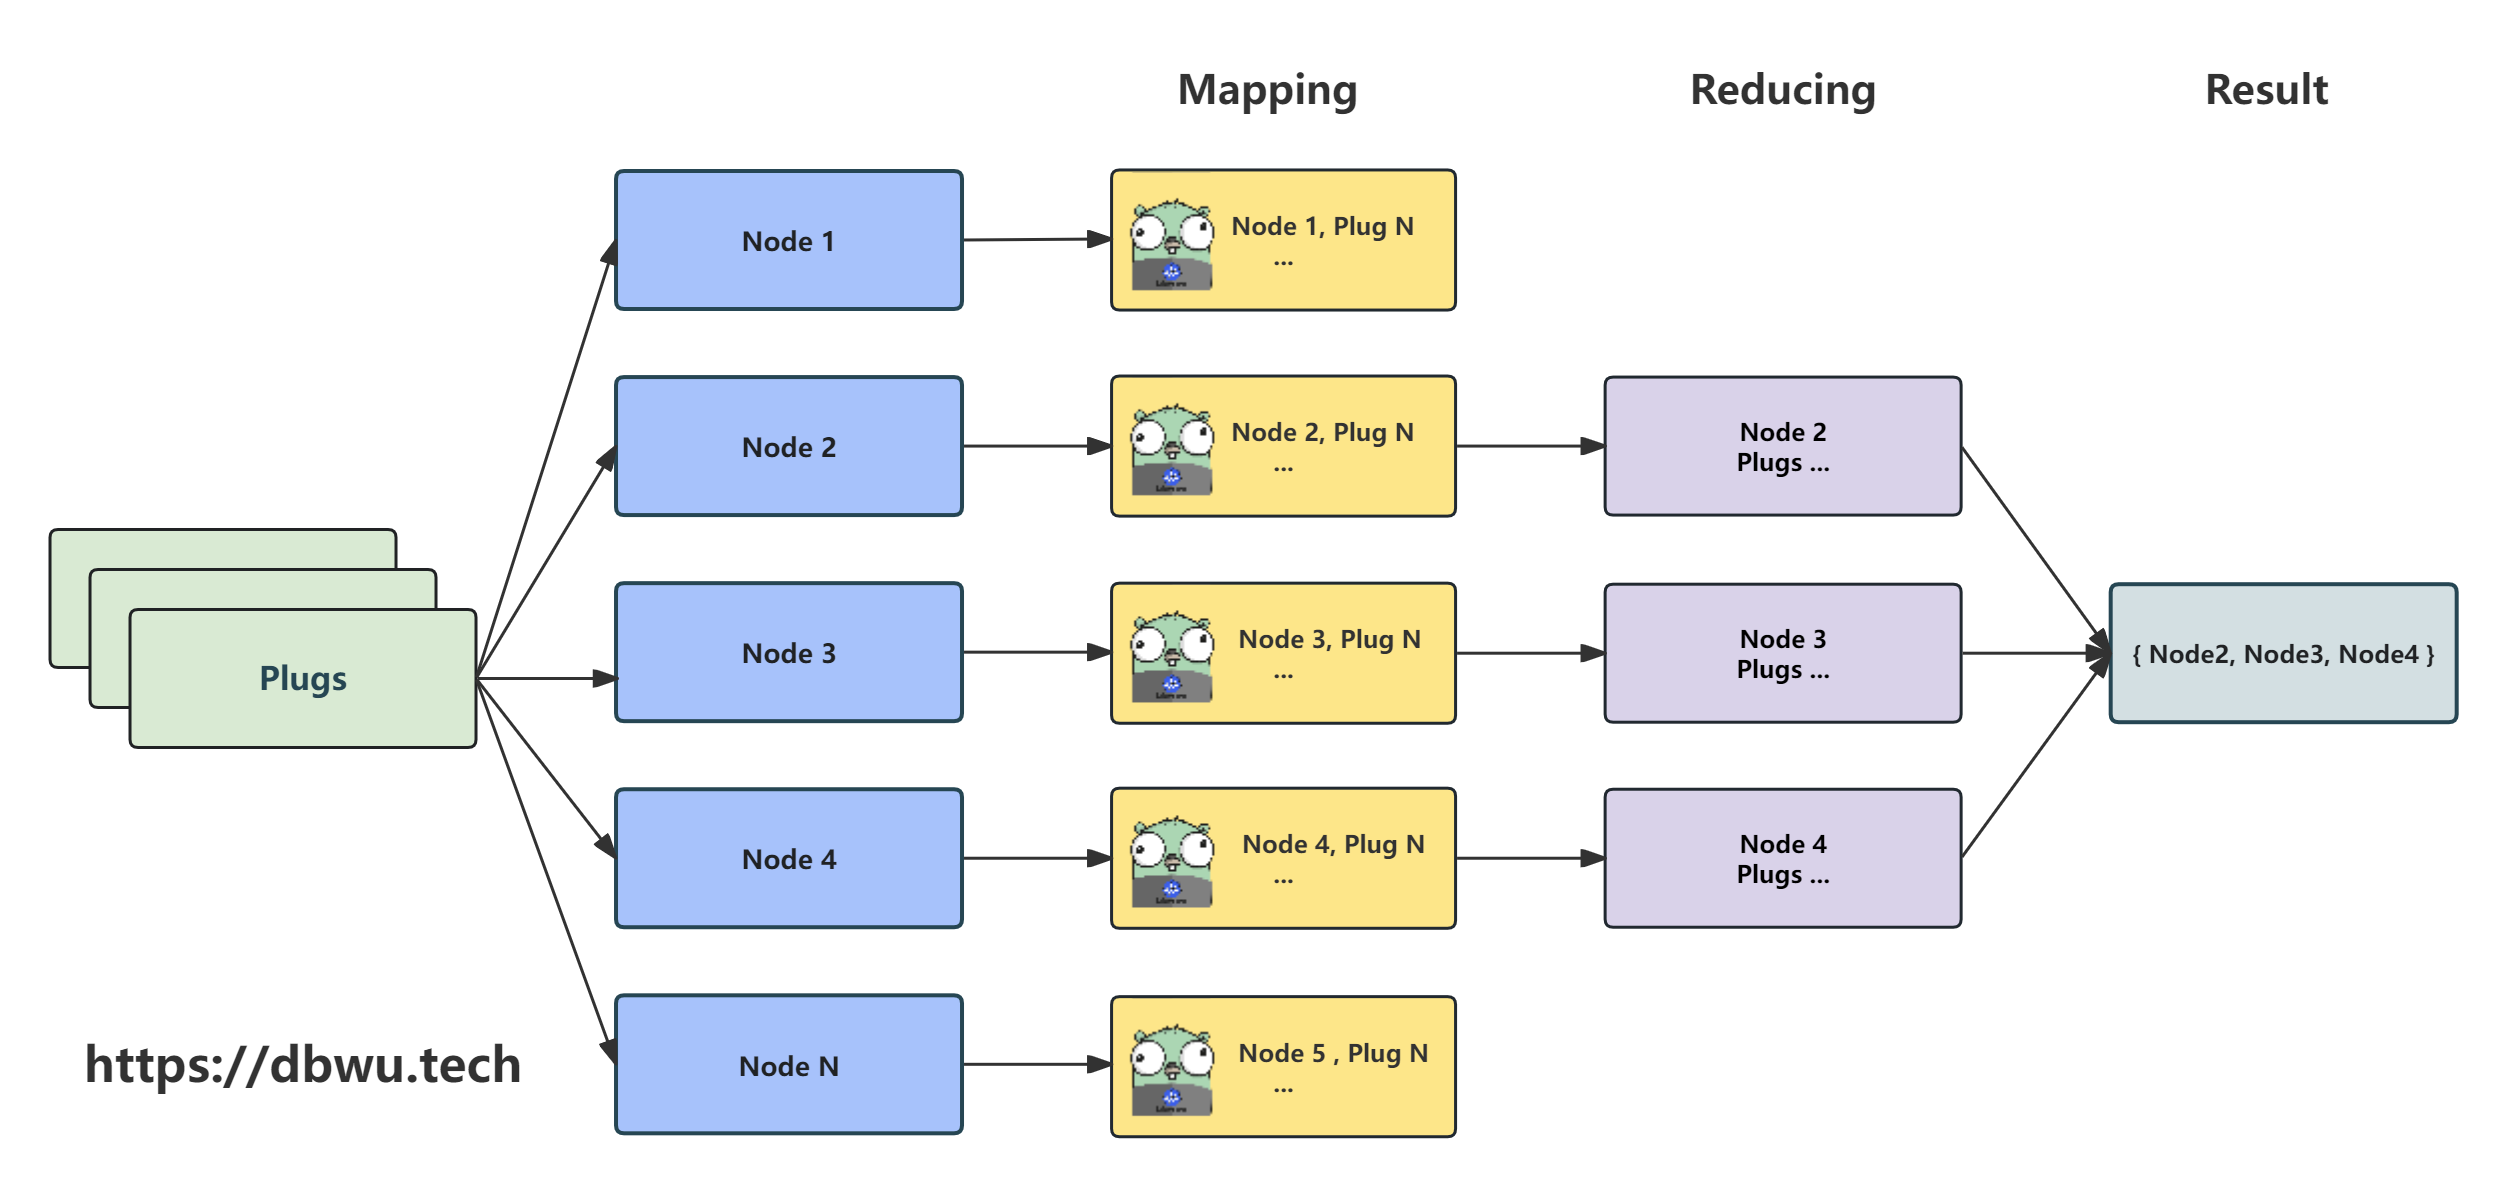 Mapping
Reducing
Result
Node 1
Node 1, Plug N
...
Node 2
Node 2, Plug N
...
Node 2
Plugs ...
Plugs
Node 3
Node 3, Plug N
...
Node 3
Plugs ...
{ Node2, Node3, Node4 }
Node 4
Node 4, Plug N
...
Node 4
Plugs ...
Node N
Node 5 , Plug N
...
https://dbwu.tech